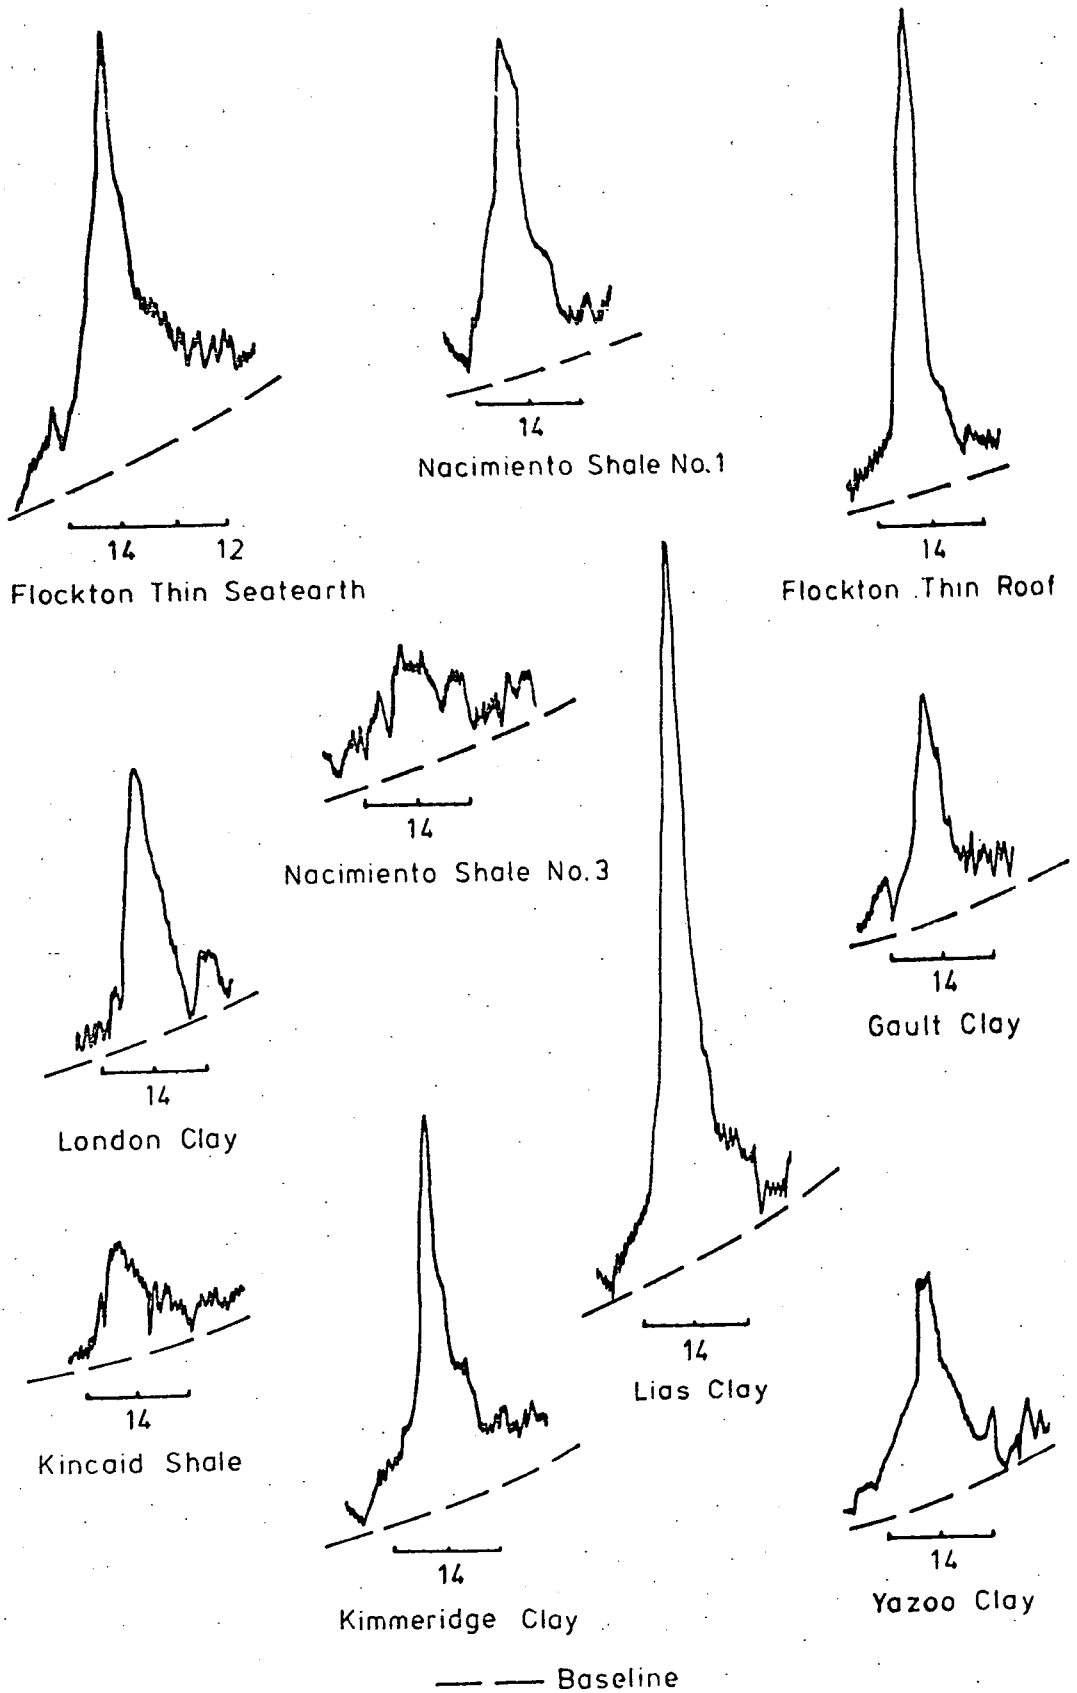 14
Nacimiento Shale No.1
14 12
Flockton Thin Seatearth
14
Flockton Thin Roof
14
Nacimiento Shale No.3
14
Gault Clay
14
London Clay
14
Lias Clay
14
Kincaid Shale
14
Kimmeridge Clay
14
Yazoo Clay
Baseline